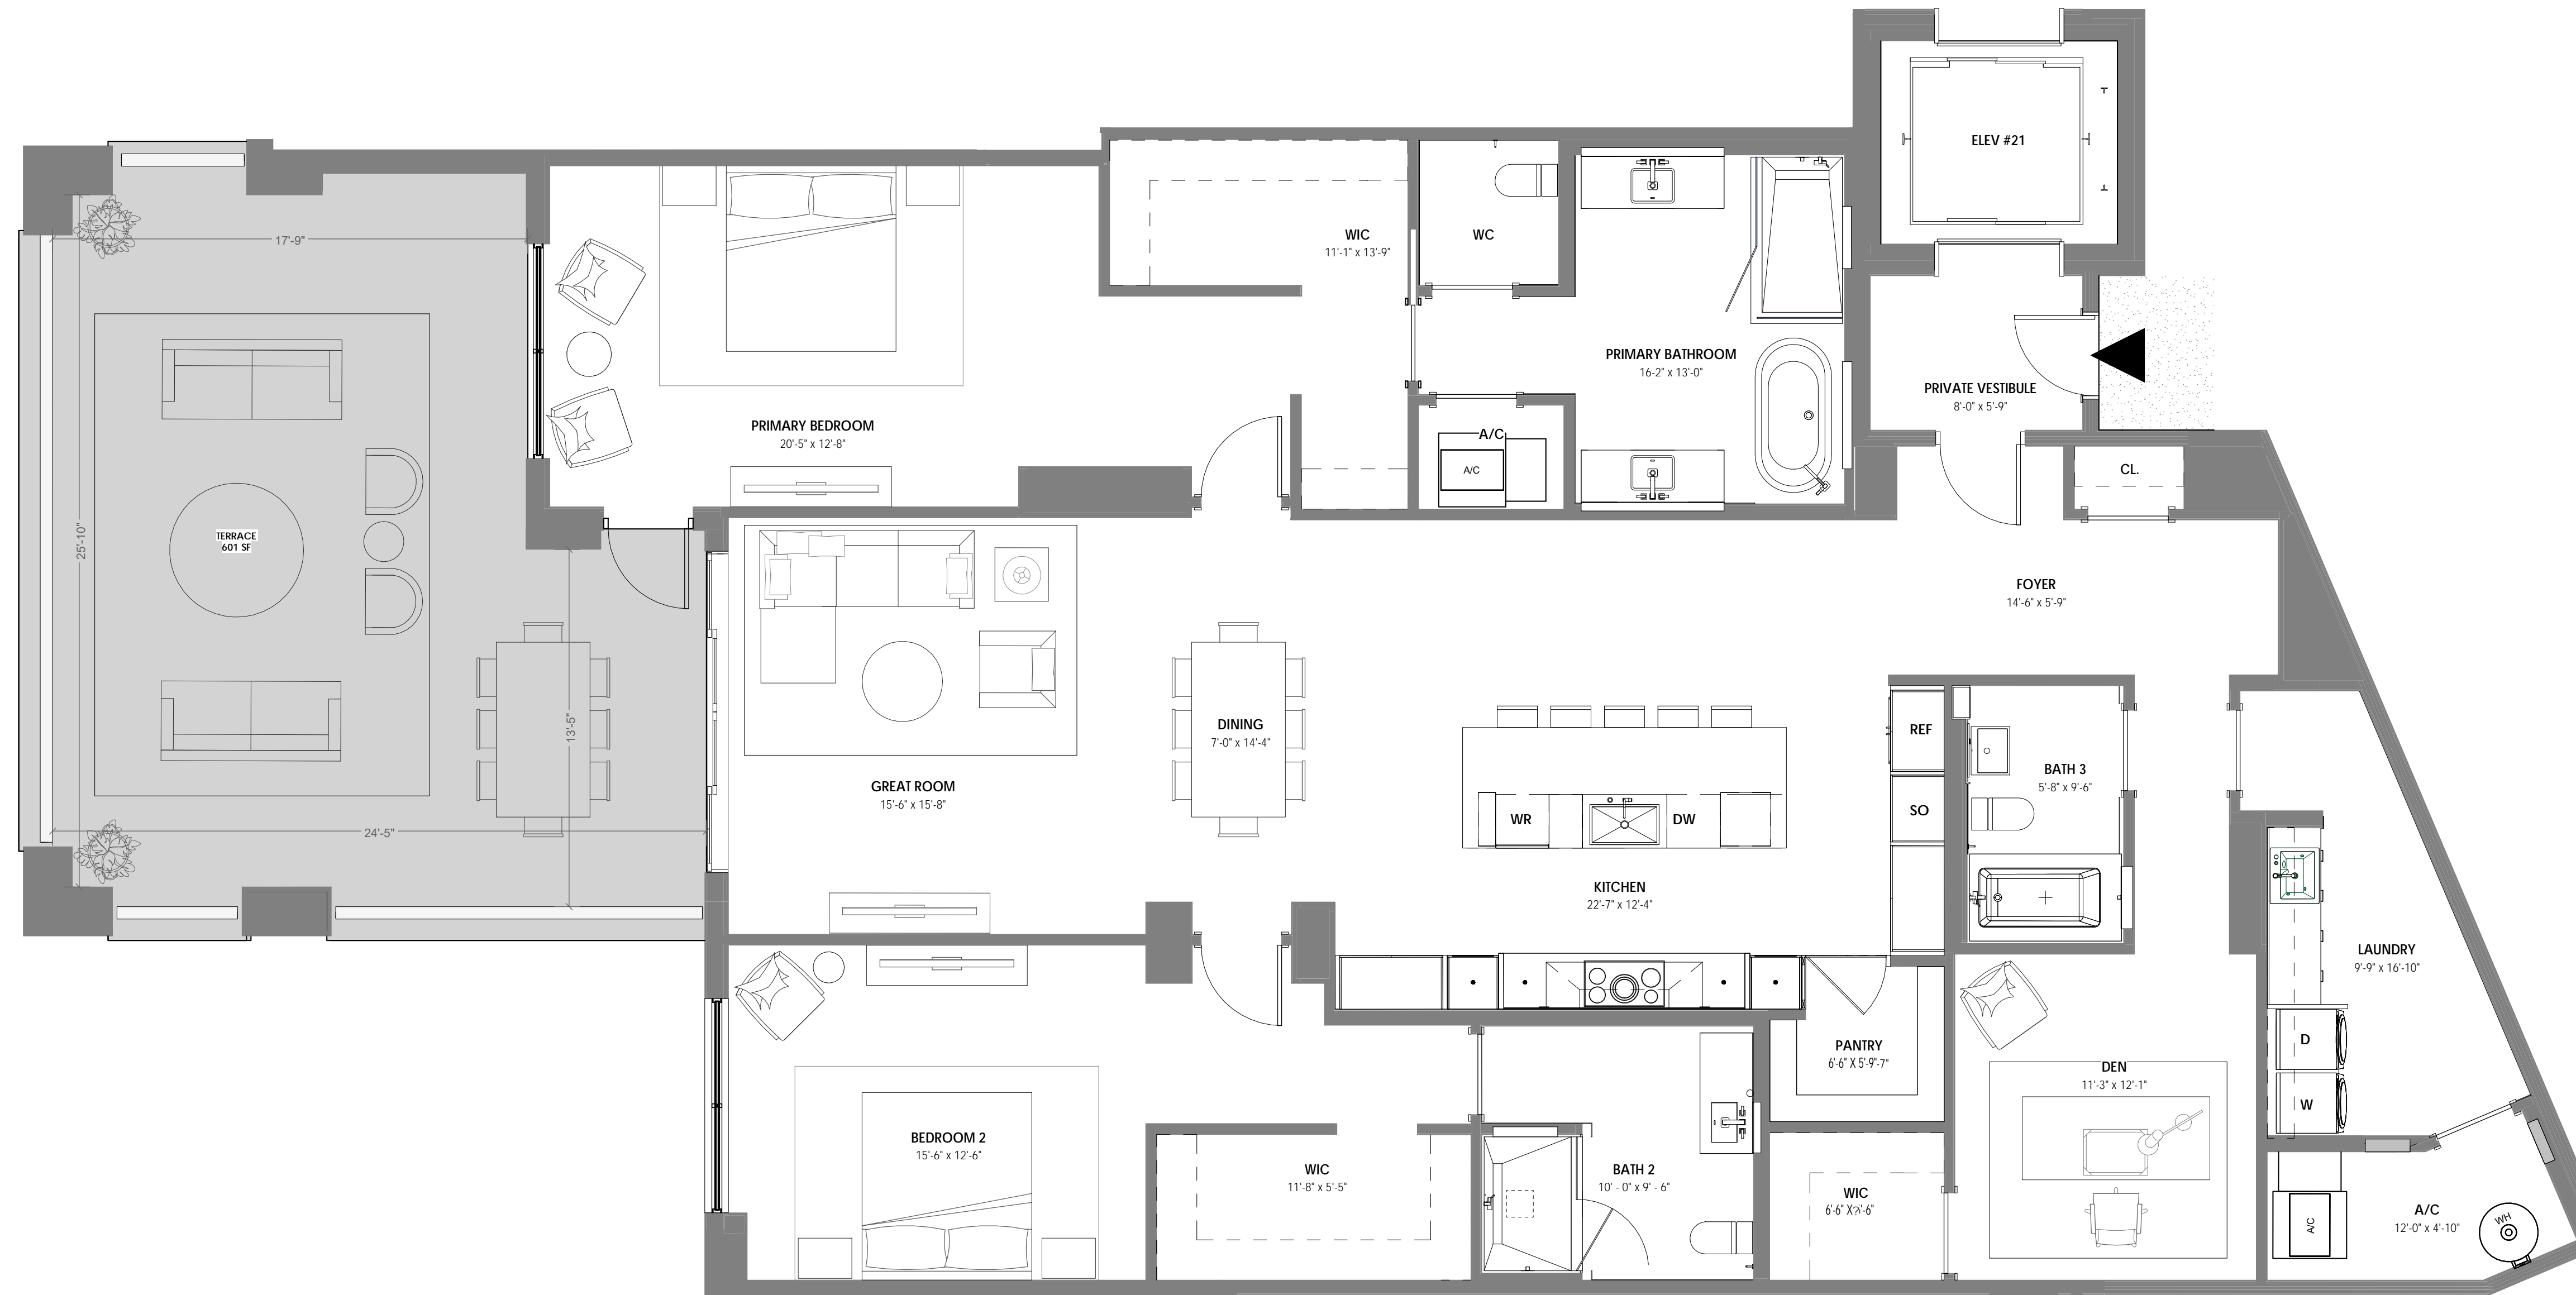 ELEV #21
17'-9"
WIC
11'-1" x 13'-9"
WC
PRIMARY BATHROOM
16-2" x 13'-0"
PRIVATE VESTIBULE
8'-0" x 5'-9"
PRIMARY BEDROOM
20'-5" x 12'-8"
A/C
A/C
CL.
25'-10"
TERRACE
601 SF
FOYER
14'-6" x 5'-9"
13'-5"
DINING
7'-0" x 14'-4"
REF
BATH 3
5'-8" x 9'-6"
GREAT ROOM
15'-6" x 15'-8"
WR
DW
SO
24'-5"
KITCHEN
22'-7" x 12'-4"
LAUNDRY
9'-9" x 16'-10"
D
PANTRY
DEN
11'-3" x 12'-1"
W
BEDROOM 2
15'-6" x 12'-6"
WIC
11'-8" x 5'-5"
BATH 2
10' - 0" x 9' - 6"
WIC
A/C
A/C
12'-0" x 4'-10"
WH